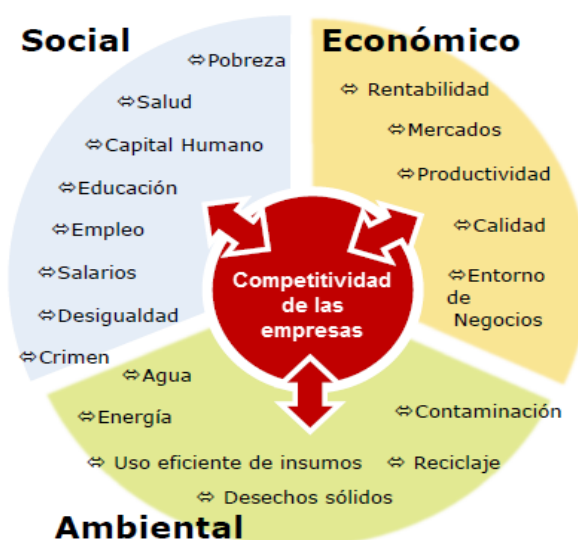 Social
⬄Pobreza
⬄Salud
⬄Capital Humano
⬄Educación
⬄Empleo
⬄Salarios
⬄Desigualdad
⬄Crimen
Económico
⬄ Rentabilidad
⬄Mercados
⬄Productividad
⬄Calidad
⬄Entorno
de
Negocios
Competitividad
de las
empresas
⬄Agua
⬄Energía
⬄ Uso eficiente de insumos
⬄ Desechos sólidos
⬄Contaminación
⬄ Reciclaje
Ambiental